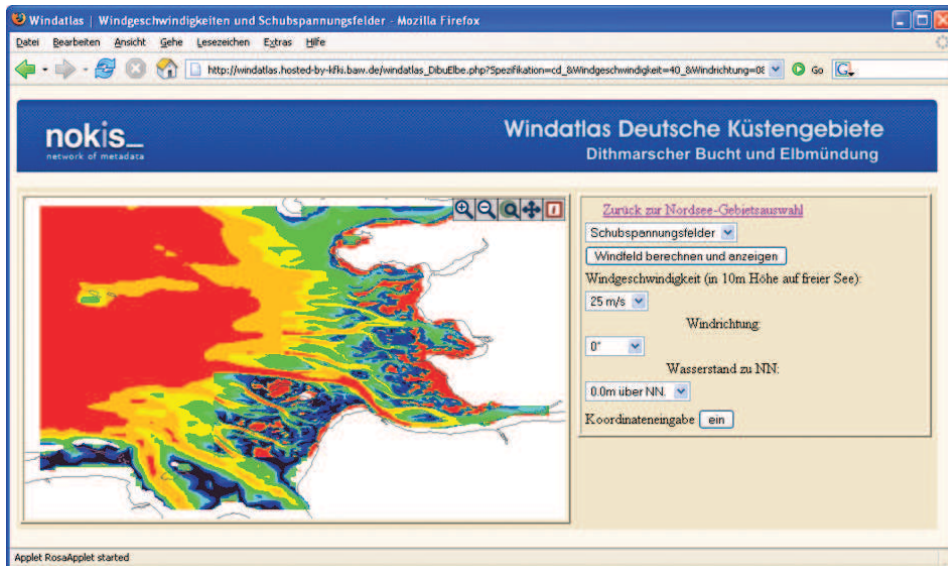 Windatlas | Windgeschwindigkeiten und Schubspannungsfelder - Mozilla Firefox
Datei Bearbeiten Ansicht Gehe Lesezeichen Extras Hilfe
http://windatlas.hosted-by-kfki.baw.de/windatlas_DibuElbe.php?Spezifikation=cd_&Windgeschwindigkeit=40_&Windrichtung=08 Go G
nokis_
network of metadata
Windatlas Deutsche Küstengebiete
Dithmarscher Bucht und Elbmündung
Zurück zur Nordsee-Gebietsauswahl
Schubspannungsfelder
Windfeld berechnen und anzeigen
Windgeschwindigkeit (in 10m Höhe auf freier See):
25 m/s
Windrichtung:
0°
Wasserstand zu NN:
0.0m über NN.
Koordinateneingabe ein
Applet RosaApplet started